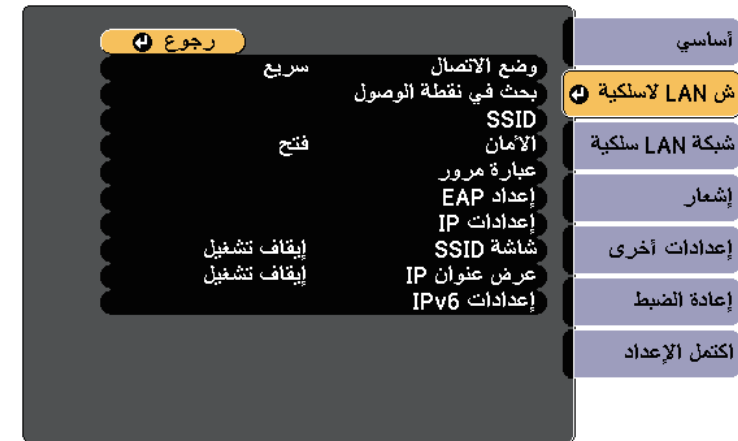 أساسي
ش LAN لاسلكية
شبكة LAN سلكية
إشعار
إعدادات أخرى
إعادة الضبط
اكتمل الإعداد
رجوع
وضع الاتصال سريع
بحث في نقطة الوصول
SSID
الأمان فتح
عبارة مرور
إعداد EAP
إعدادات IP
شاشة SSID إيقاف تشغيل
عرض عنوان IP إيقاف تشغيل
إعدادات IPv6